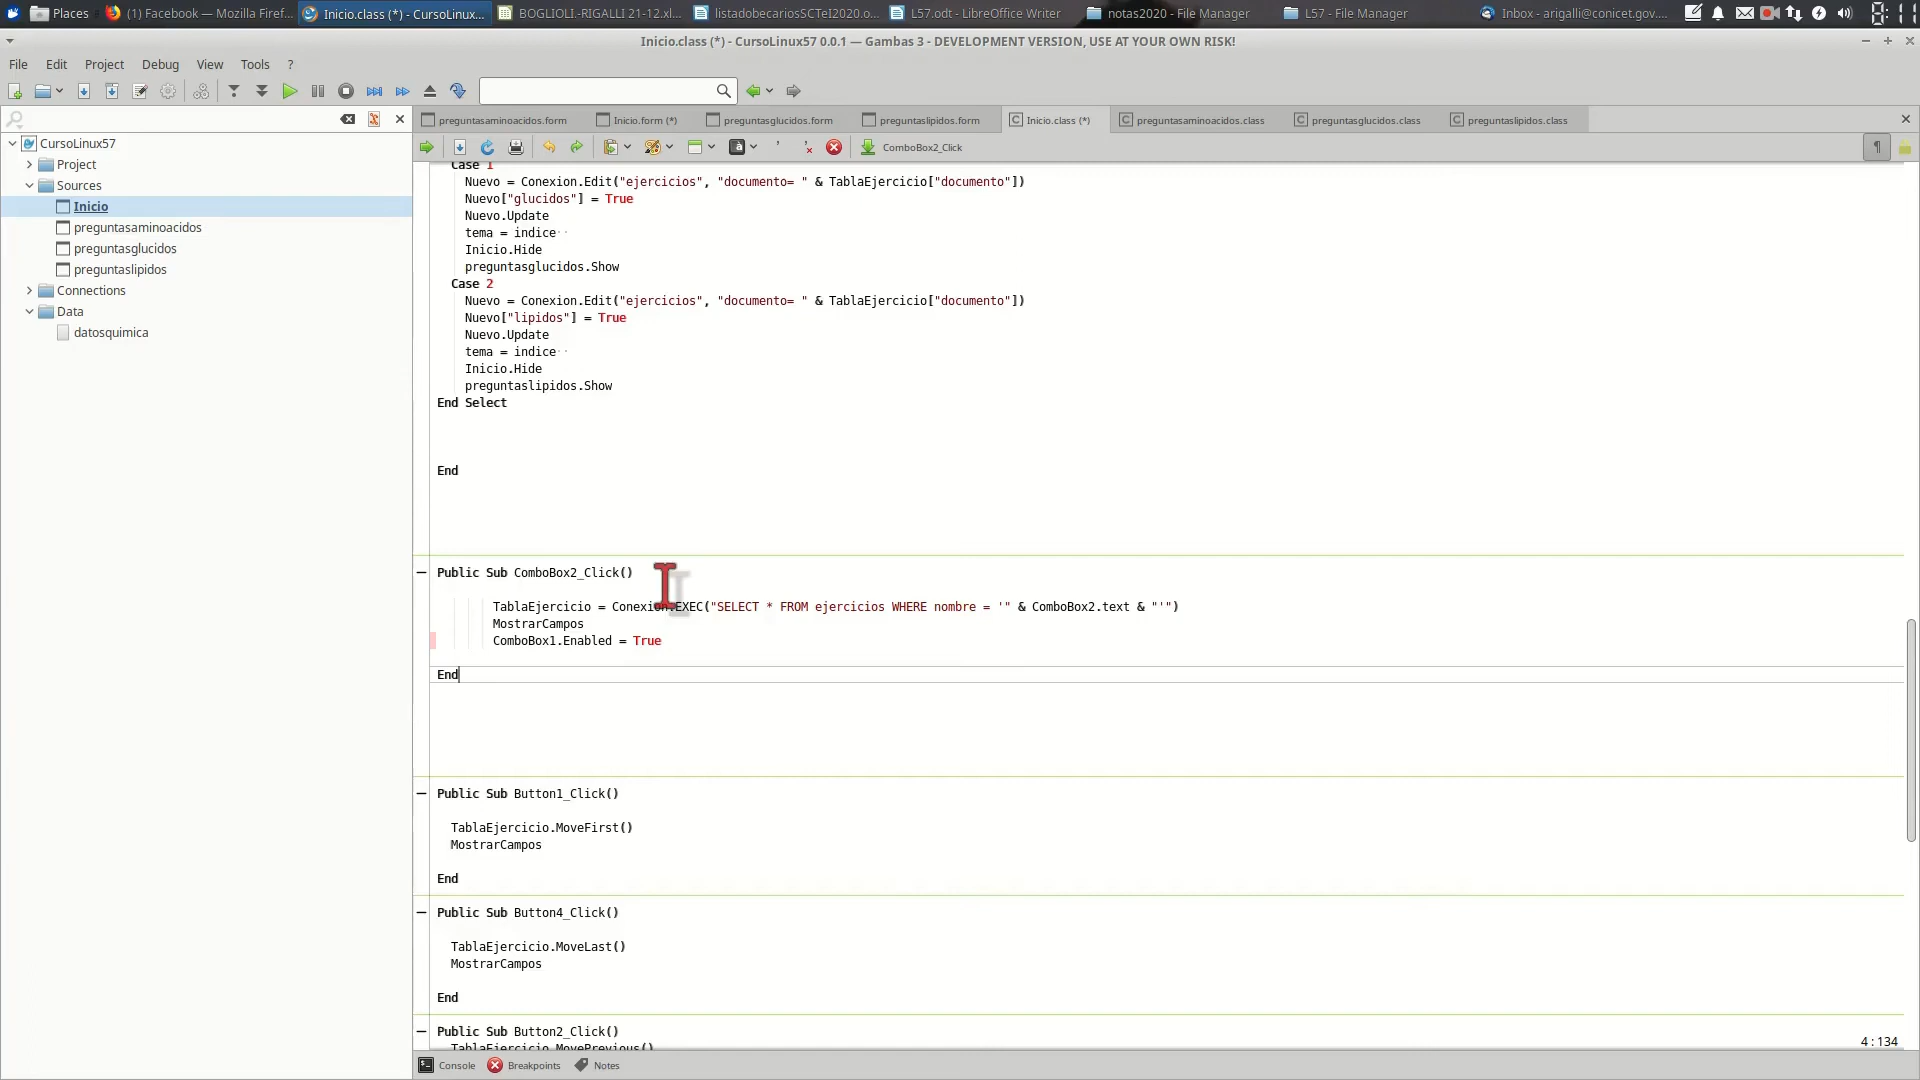 Places
(1) Facebook — Mozilla Firef...
Inicio.class (*) - CursoLinux...
BOGLIOLI.-RIGALLI 21-12.xl...
listadobecariosSCTeI2020.o...
L57.odt - LibreOffice Writer
notas2020 - File Manager
L57 - File Manager
Inbox - arigalli@conicet.gov....
Inicio.class (*) - CursoLinux57 0.0.1 — Gambas 3 - DEVELOPMENT VERSION, USE AT YOUR OWN RISK!
File Edit Project Debug View Tools ?
preguntasaminoacidos.form
Inicio.form (*)
preguntasglucidos.form
preguntaslipidos.form
Inicio.class (*)
preguntasaminoacidos.class
preguntasglucidos.class
preguntaslipidos.class
ComboBox2_Click
CursoLinux57
Project
Sources
Inicio
preguntasaminoacidos
preguntasglucidos
preguntaslipidos
Connections
Data
datosquimica
Case 1
Nuevo = Conexion.Edit("ejercicios", "documento= " & TablaEjercicio["documento"])
Nuevo["glucidos"] = True
Nuevo.Update
tema = indice
Inicio.Hide
preguntasglucidos.Show
Case 2
Nuevo = Conexion.Edit("ejercicios", "documento= " & TablaEjercicio["documento"])
Nuevo["lipidos"] = True
Nuevo.Update
tema = indice
Inicio.Hide
preguntaslipidos.Show
End Select
End
Public Sub ComboBox2_Click()
TablaEjercicio = Conexion.EXEC("SELECT * FROM ejercicios WHERE nombre = '" & ComboBox2.text & "'")
MostrarCampos
ComboBox1.Enabled = True
End
Public Sub Button1_Click()
TablaEjercicio.MoveFirst()
MostrarCampos
End
Public Sub Button4_Click()
TablaEjercicio.MoveLast()
MostrarCampos
End
Public Sub Button2_Click()
TablaEjercicio.MovePrevious()
4 : 134
Console
Breakpoints
Notes